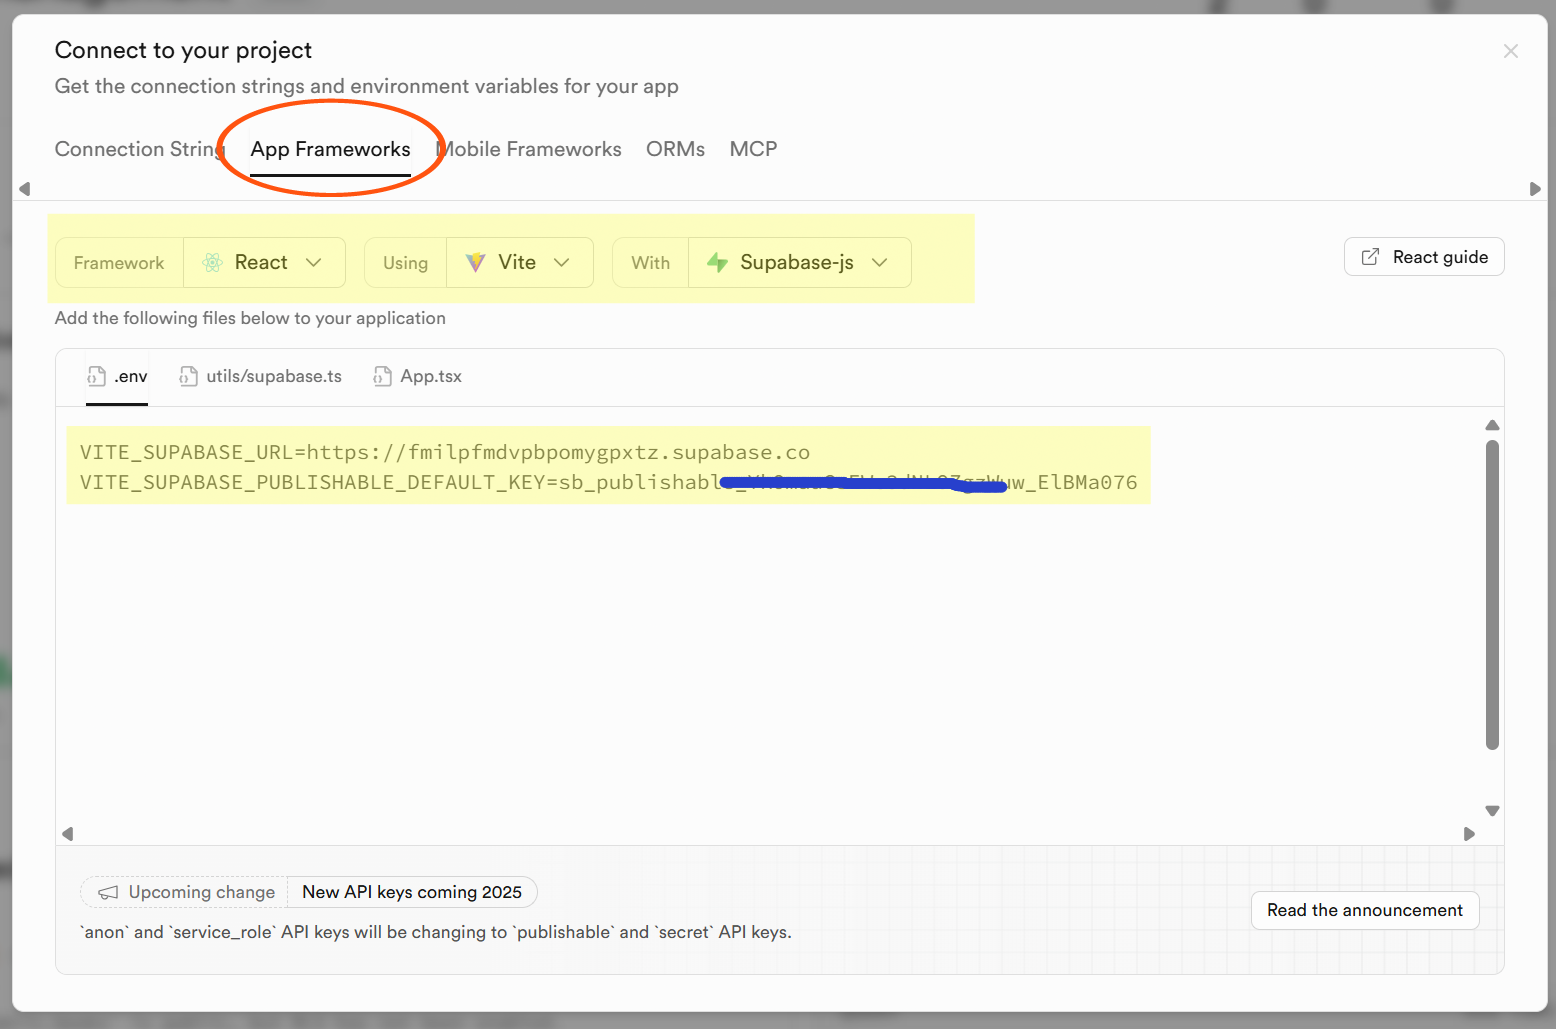 Connect to your project
Get the connection strings and environment variables for your app
Connection String App Frameworks Mobile Frameworks ORMs MCP
Framework React Using Vite With Supabase-js React guide
Add the following files below to your application
.env utils/supabase.ts App.tsx
VITE_SUPABASE_URL=https://fmilpfmdvpbpomygpxtz.supabase.co
VITE_SUPABASE_PUBLISHABLE_DEFAULT_KEY=sb_publishabl uw_ElBMa076
Upcoming change New API keys coming 2025
Read the announcement
`anon` and `service_role` API keys will be changing to `publishable` and `secret` API keys.